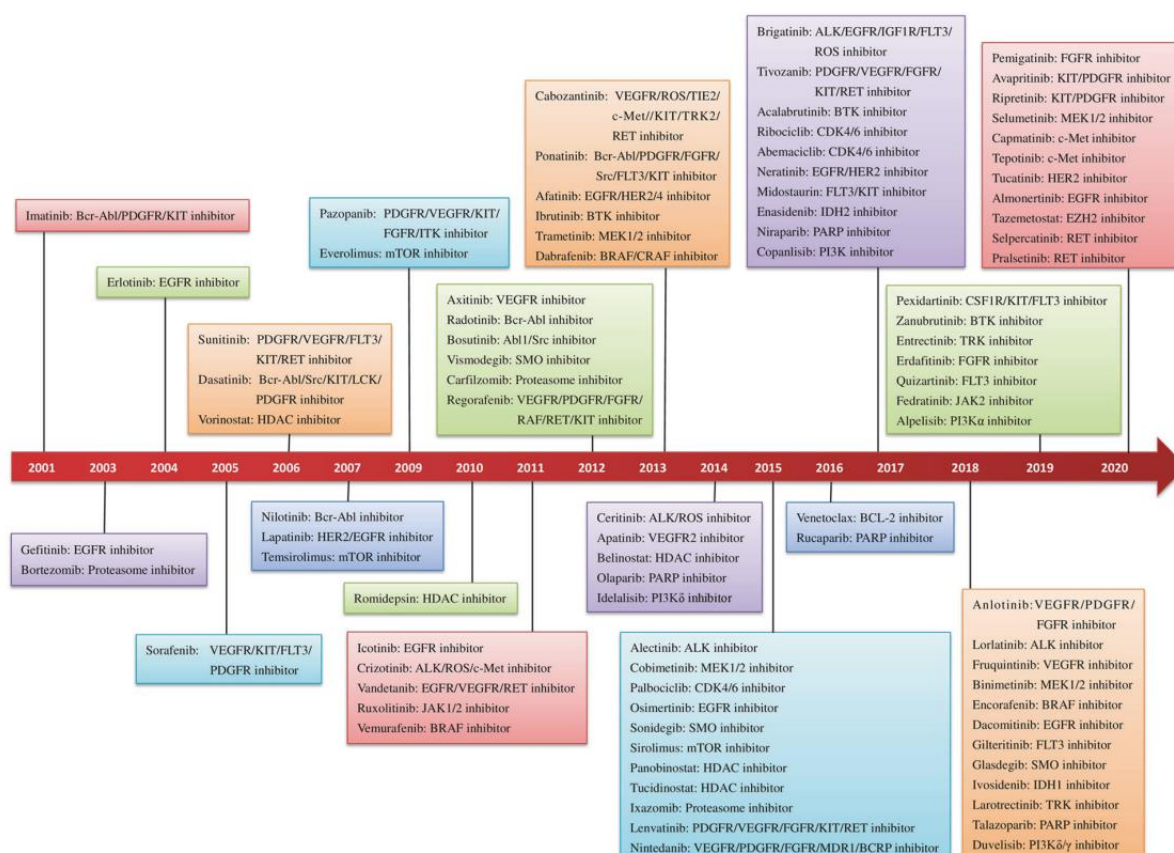 Imatinib: Bcr-Abl/PDGFR/KIT inhibitor
Erlotinib: EGFR inhibitor
Sunitinib: PDGFR/VEGFR/FLT3/
KIT/RET inhibitor
Dasatinib: Bcr-Abl/Src/KIT/LCK/
PDGFR inhibitor
Vorinostat: HDAC inhibitor
Pazopanib: PDGFR/VEGFR/KIT/
FGFR/ITK inhibitor
Everolimus: mTOR inhibitor
Axitinib: VEGFR inhibitor
Radotinib: Bcr-Abl inhibitor
Bosutinib: Abl1/Src inhibitor
Vismodegib: SMO inhibitor
Carfilzomb: Proteasome inhibitor
Regorafenib: VEGFR/PDGFR/FGFR/
RAF/RET/KIT inhibitor
Cabozantinib: VEGFR/ROS/TIE2/
c-Met//KIT/TRK2/
RET inhibitor
Ponatinib: Bcr-Abl/PDGFR/FGFR/
Src/FLT3/KIT inhibitor
Afatinib: EGFR/HER2/4 inhibitor
Ibrutinib: BTK inhibitor
Trametinib: MEK1/2 inhibitor
Dabrafenib: BRAF/CRAF inhibitor
Brigatinib: ALK/EGFR/IGF1R/FLT3/
ROS inhibitor
Tivozanib: PDGFR/VEGFR/FGFR/
KIT/RET inhibitor
Acalabrutinib: BTK inhibitor
Ribociclib: CDK4/6 inhibitor
Abemaciclib: CDK4/6 inhibitor
Neratinib: EGFR/HER2 inhibitor
Midostaurin: FLT3/KIT inhibitor
Enasidenib: IDH2 inhibitor
Niraparib: PARP inhibitor
Copanlisib: PI3K inhibitor
Pemigatinib: FGFR inhibitor
Avapritinib: KIT/PDGFR inhibitor
Ripretinib: KIT/PDGFR inhibitor
Selumetinib: MEK1/2 inhibitor
Capmatinib: c-Met inhibitor
Tepotinib: c-Met inhibitor
Tucatinib: HER2 inhibitor
Almonertinib: EGFR inhibitor
Tazemetostat: EZH2 inhibitor
Selpercatinib: RET inhibitor
Pralsetinib: RET inhibitor
Pexidartinib: CSF1R/KIT/FLT3 inhibitor
Zanubrutinib: BTK inhibitor
Entrectinib: TRK inhibitor
Erdafitinib: FGFR inhibitor
Quizartinib: FLT3 inhibitor
Fedratinib: JAK2 inhibitor
Alpelisib: PI3Kα inhibitor
2001 2003 2004 2005 2006 2007 2009 2010 2011 2012 2013 2014 2015 2016 2017 2018 2019 2020
Gefitinib: EGFR inhibitor
Bortezomib: Proteasome inhibitor
Sorafenib: VEGFR/KIT/FLT3/
PDGFR inhibitor
Nilotinib: Bcr-Abl inhibitor
Lapatinib: HER2/EGFR inhibitor
Temsirolimus: mTOR inhibitor
Romidepsin: HDAC inhibitor
Icotinib: EGFR inhibitor
Crizotinib: ALK/ROS/c-Met inhibitor
Vandetanib: EGFR/VEGFR/RET inhibitor
Ruxolitinib: JAK1/2 inhibitor
Vemurafenib: BRAF inhibitor
Ceritinib: ALK/ROS inhibitor
Apatinib: VEGFR2 inhibitor
Belinostat: HDAC inhibitor
Olaparib: PARP inhibitor
Idelalisib: PI3Kδ inhibitor
Alectinib: ALK inhibitor
Cobimetinib: MEK1/2 inhibitor
Palbociclib: CDK4/6 inhibitor
Osimertinib: EGFR inhibitor
Sonidegib: SMO inhibitor
Sirolimus: mTOR inhibitor
Panobinostat: HDAC inhibitor
Tucidinostat: HDAC inhibitor
Ixazomib: Proteasome inhibitor
Lenvatinib: PDGFR/VEGFR/FGFR/KIT/RET inhibitor
Nintedanib: VEGFR/PDGFR/FGFR/MDR1/BCRP inhibitor
Venetoclax: BCL-2 inhibitor
Rucaparib: PARP inhibitor
Anlotinib: VEGFR/PDGFR/
FGFR inhibitor
Lorlatinib: ALK inhibitor
Fruquintinib: VEGFR inhibitor
Binimetinib: MEK1/2 inhibitor
Encorafenib: BRAF inhibitor
Dacomitinib: EGFR inhibitor
Gilteritinib: FLT3 inhibitor
Glasdegib: SMO inhibitor
Ivosidenib: IDH1 inhibitor
Larotrectinib: TRK inhibitor
Talazoparib: PARP inhibitor
Duvelisib: PI3Kδ/γ inhibitor